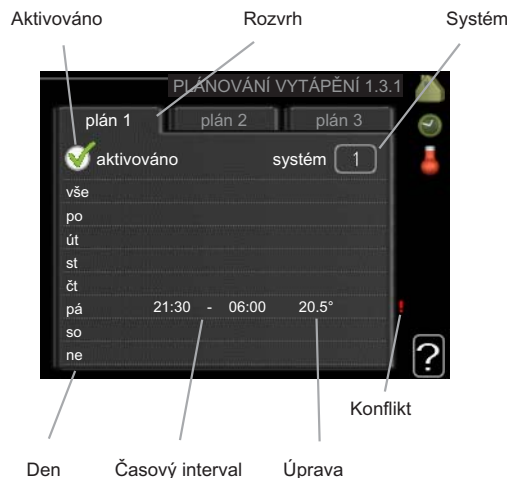 Aktivováno Rozvrh Systém
PLÁNOVÁNÍ VYTÁPĚNÍ 1.3.1
plán 1 plán 2 plán 3
aktivováno systém 1
vše
po
út
st
čt
pá 21:30 - 06:00 20.5° !
so
ne
?
Konflikt
Den Časový interval Úprava